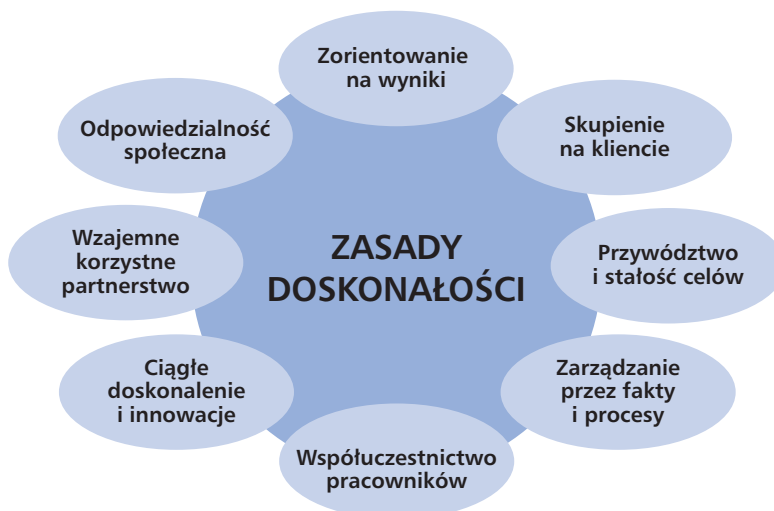 Zorientowanie
na wyniki
Skupienie
na kliencie
Przywództwo
i stałość celów
Zarządzanie
przez fakty
i procesy
Współuczestnictwo
pracowników
Ciągłe
doskonalenie
i innowacje
Wzajemne
korzystne
partnerstwo
Odpowiedzialność
społeczna
ZASADY
DOSKONAŁOŚCI